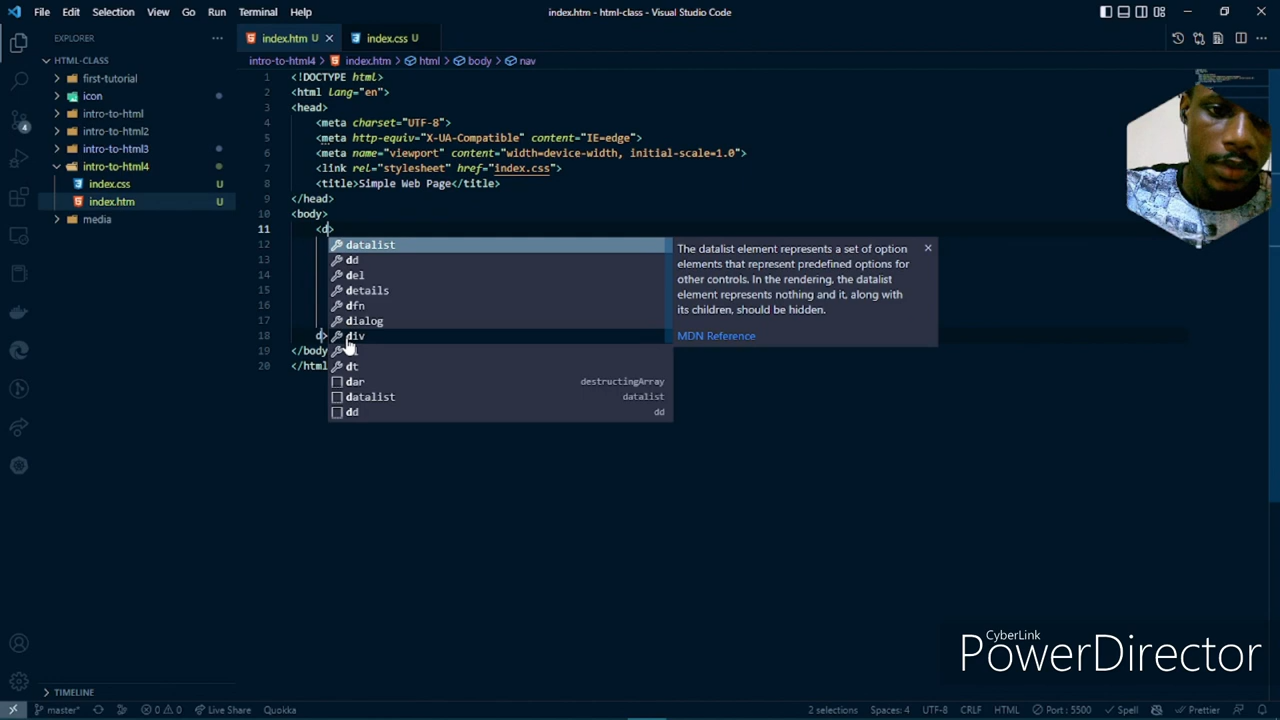 File Edit Selection View Go Run Terminal Help
index.htm - html-class - Visual Studio Code
EXPLORER
index.htm U
index.css U
HTML-CLASS
first-tutorial
icon
intro-to-html
intro-to-html2
intro-to-html3
intro-to-html4
index.css U
index.htm U
media
4
intro-to-html4 > index.htm > html > body > nav
1 <!DOCTYPE html>
2 <html lang="en">
3 <head>
4 <meta charset="UTF-8">
5 <meta http-equiv="X-UA-Compatible" content="IE=edge">
6 <meta name="viewport" content="width=device-width, initial-scale=1.0">
7 <link rel="stylesheet" href="index.css">
8 <title>Simple Web Page</title>
9 </head>
10 <body>
11 <d>
12
13
14
15
16
17
18 d>
19 </body
20 </html
datalist
dd
del
details
dfn
dialog
div
dt
dar destructingArray
datalist datalist
dd dd
The datalist element represents a set of option
elements that represent predefined options for
other controls. In the rendering, the datalist
element represents nothing and it, along with
its children, should be hidden.
MDN Reference
CyberLink
PowerDirector
TIMELINE
master* 0 0 Live Share Quokka
2 selections Spaces: 4 UTF-8 CRLF HTML Port : 5500 Spell Prettier